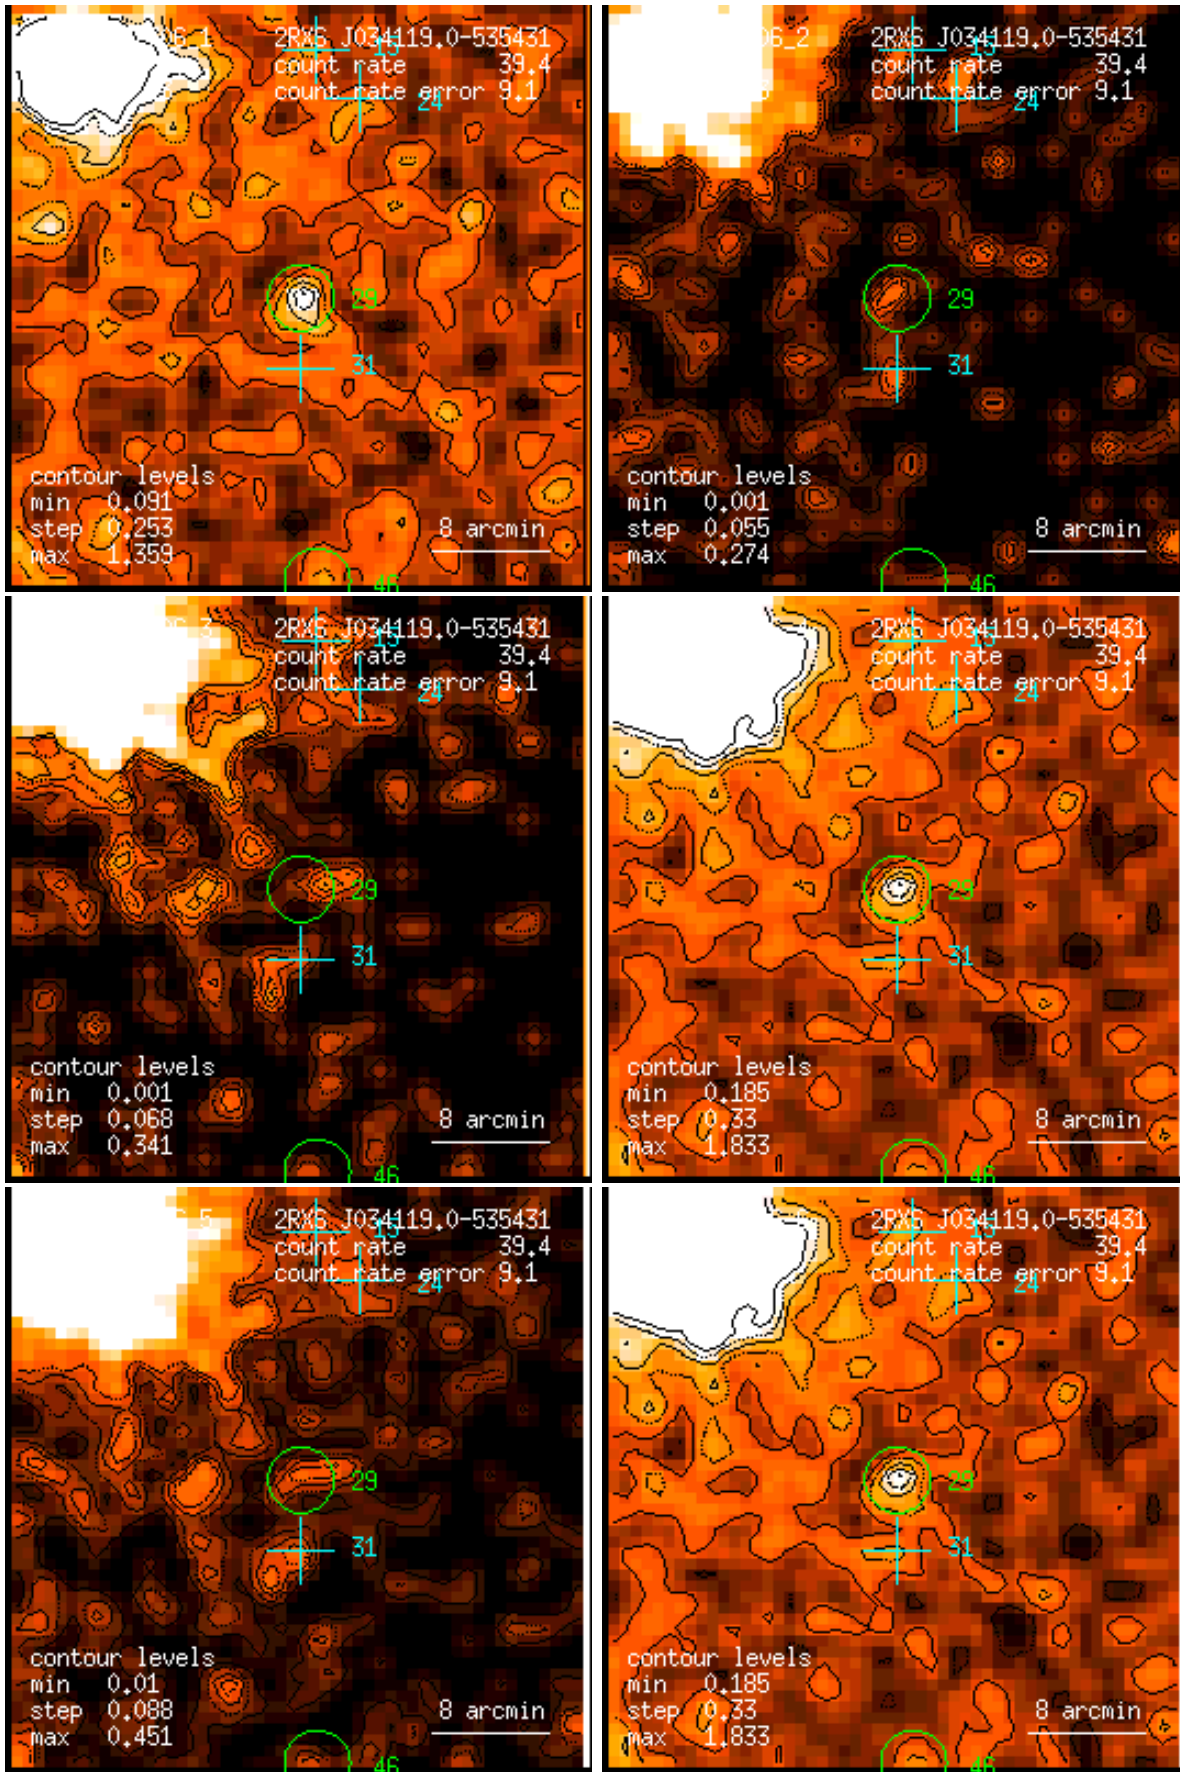 6_1 2RXS J034119.0-535431
15
count rate 39.4
count rate error 9.1
24
29
31
contour levels
min 0.091
step 0.253
max 1.359
8 arcmin
46
06_2 2RXS J034119.0-535431
15
count rate 39.4
count rate error 9.1
24
29
31
contour levels
min 0.001
step 0.055
max 0.274
8 arcmin
46
2RXS J034119.0-535431
15
count rate 39.4
count rate error 9.1
24
29
31
contour levels
min 0.001
step 0.068
max 0.341
8 arcmin
46
2RXS J034119.0-535431
15
count rate 39.4
count rate error 9.1
24
29
31
contour levels
min 0.185
step 0.33
max 1.833
8 arcmin
46
2RXS J034119.0-535431
15
count rate 39.4
count rate error 9.1
24
29
31
contour levels
min 0.01
step 0.088
max 0.451
8 arcmin
46
2RXS J034119.0-535431
15
count rate 39.4
count rate error 9.1
24
29
31
contour levels
min 0.185
step 0.33
max 1.833
8 arcmin
46